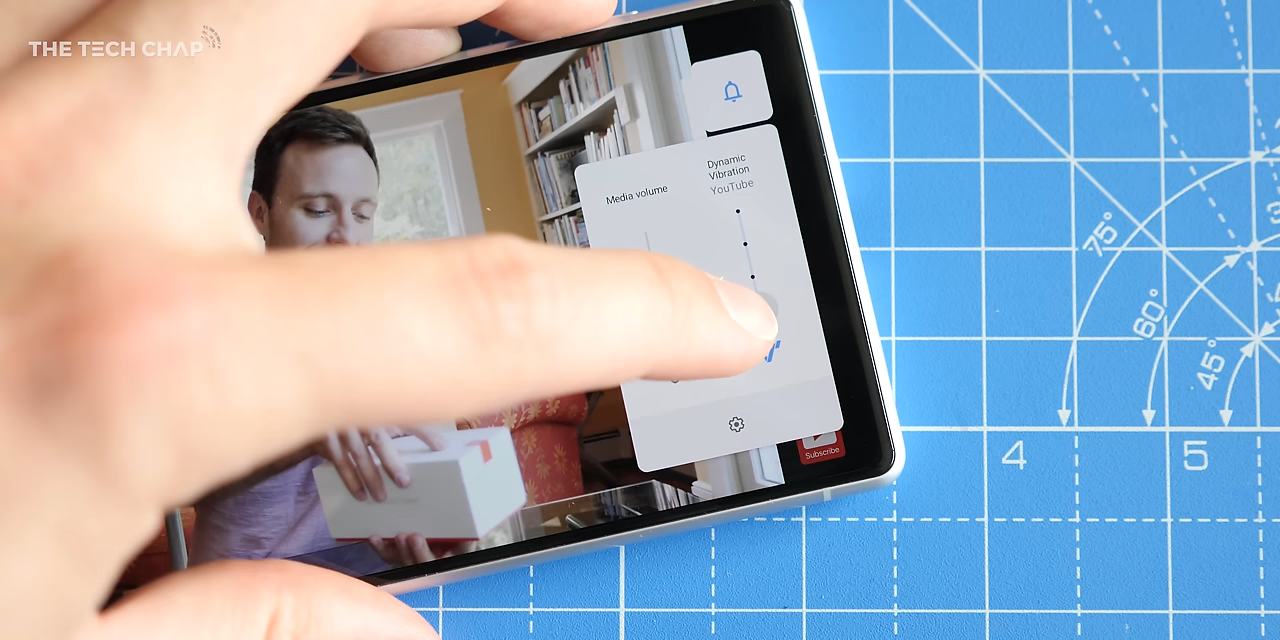 THE TECH CHAP
Media volume
Dynamic
Vibration
YouTube
Subscribe
75°
60°
45°
4
5